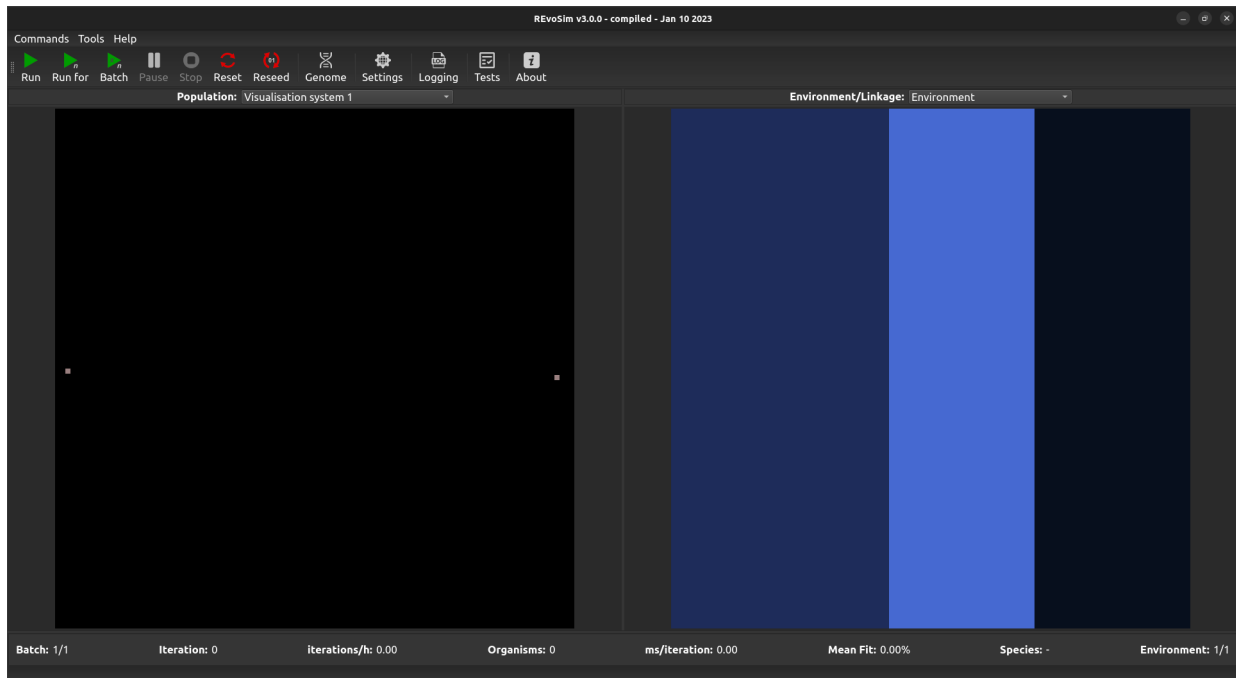 REvoSim v3.0.0 - compiled - Jan 10 2023
Commands Tools Help
Run Run for Batch Pause Stop Reset Reseed Genome Settings Logging Tests About
Population: Visualisation system 1 Environment/Linkage: Environment
Batch: 1/1 Iteration: 0 iterations/h: 0.00 Organisms: 0 ms/iteration: 0.00 Mean Fit: 0.00% Species: - Environment: 1/1